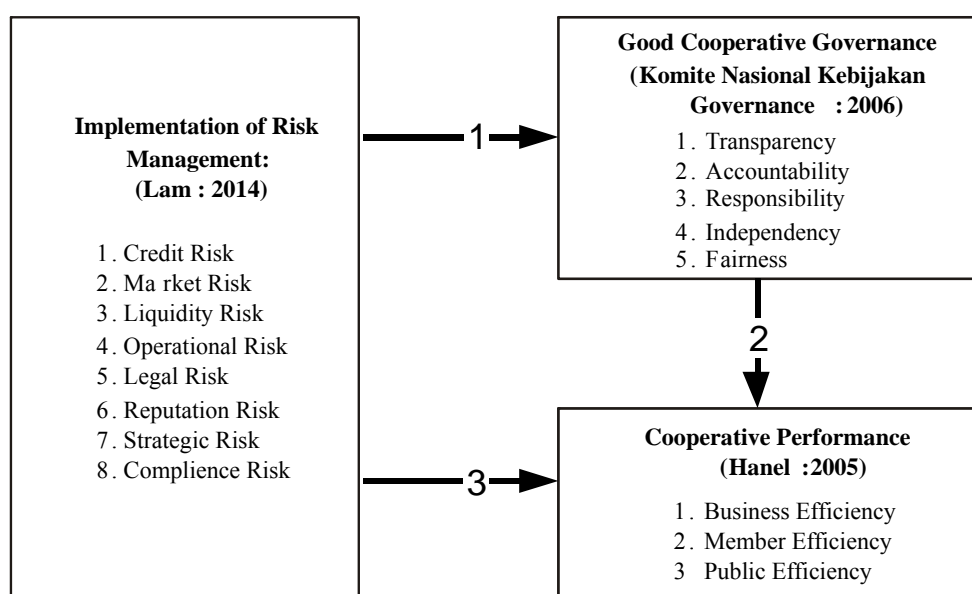 Implementation of Risk
Management:
(Lam : 2014)
1. Credit Risk
2. Ma rket Risk
3. Liquidity Risk
4. Operational Risk
5. Legal Risk
6. Reputation Risk
7. Strategic Risk
8. Complience Risk
1
3
Good Cooperative Governance
(Komite Nasional Kebijakan
Governance : 2006)
1. Transparency
2. Accountability
3. Responsibility
4. Independency
5. Fairness
2
Cooperative Performance
(Hanel :2005)
1. Business Efficiency
2. Member Efficiency
3 Public Efficiency